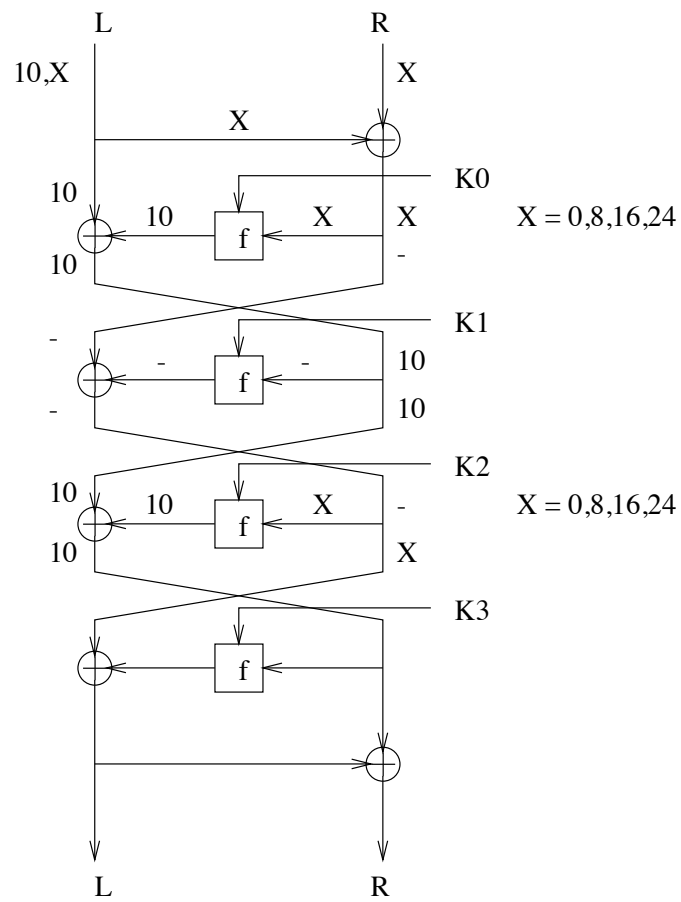 L R
10,X X
X
K0
10 10 X X X = 0,8,16,24
f
10 -
K1
- - - 10
f
- 10
K2
10 10 X - X = 0,8,16,24
f
10 X
K3
f
L R